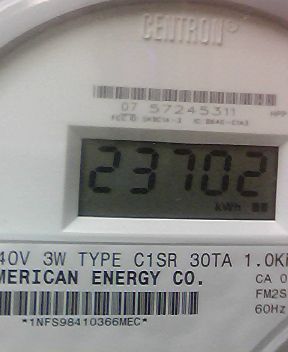 CENTRON®
07 57245311
23702
kWh
40V 3W TYPE C1SR 30TA 1.0K
MERICAN ENERGY CO.
CA 0
FM2S
60Hz
*1NFS98410366MEC*